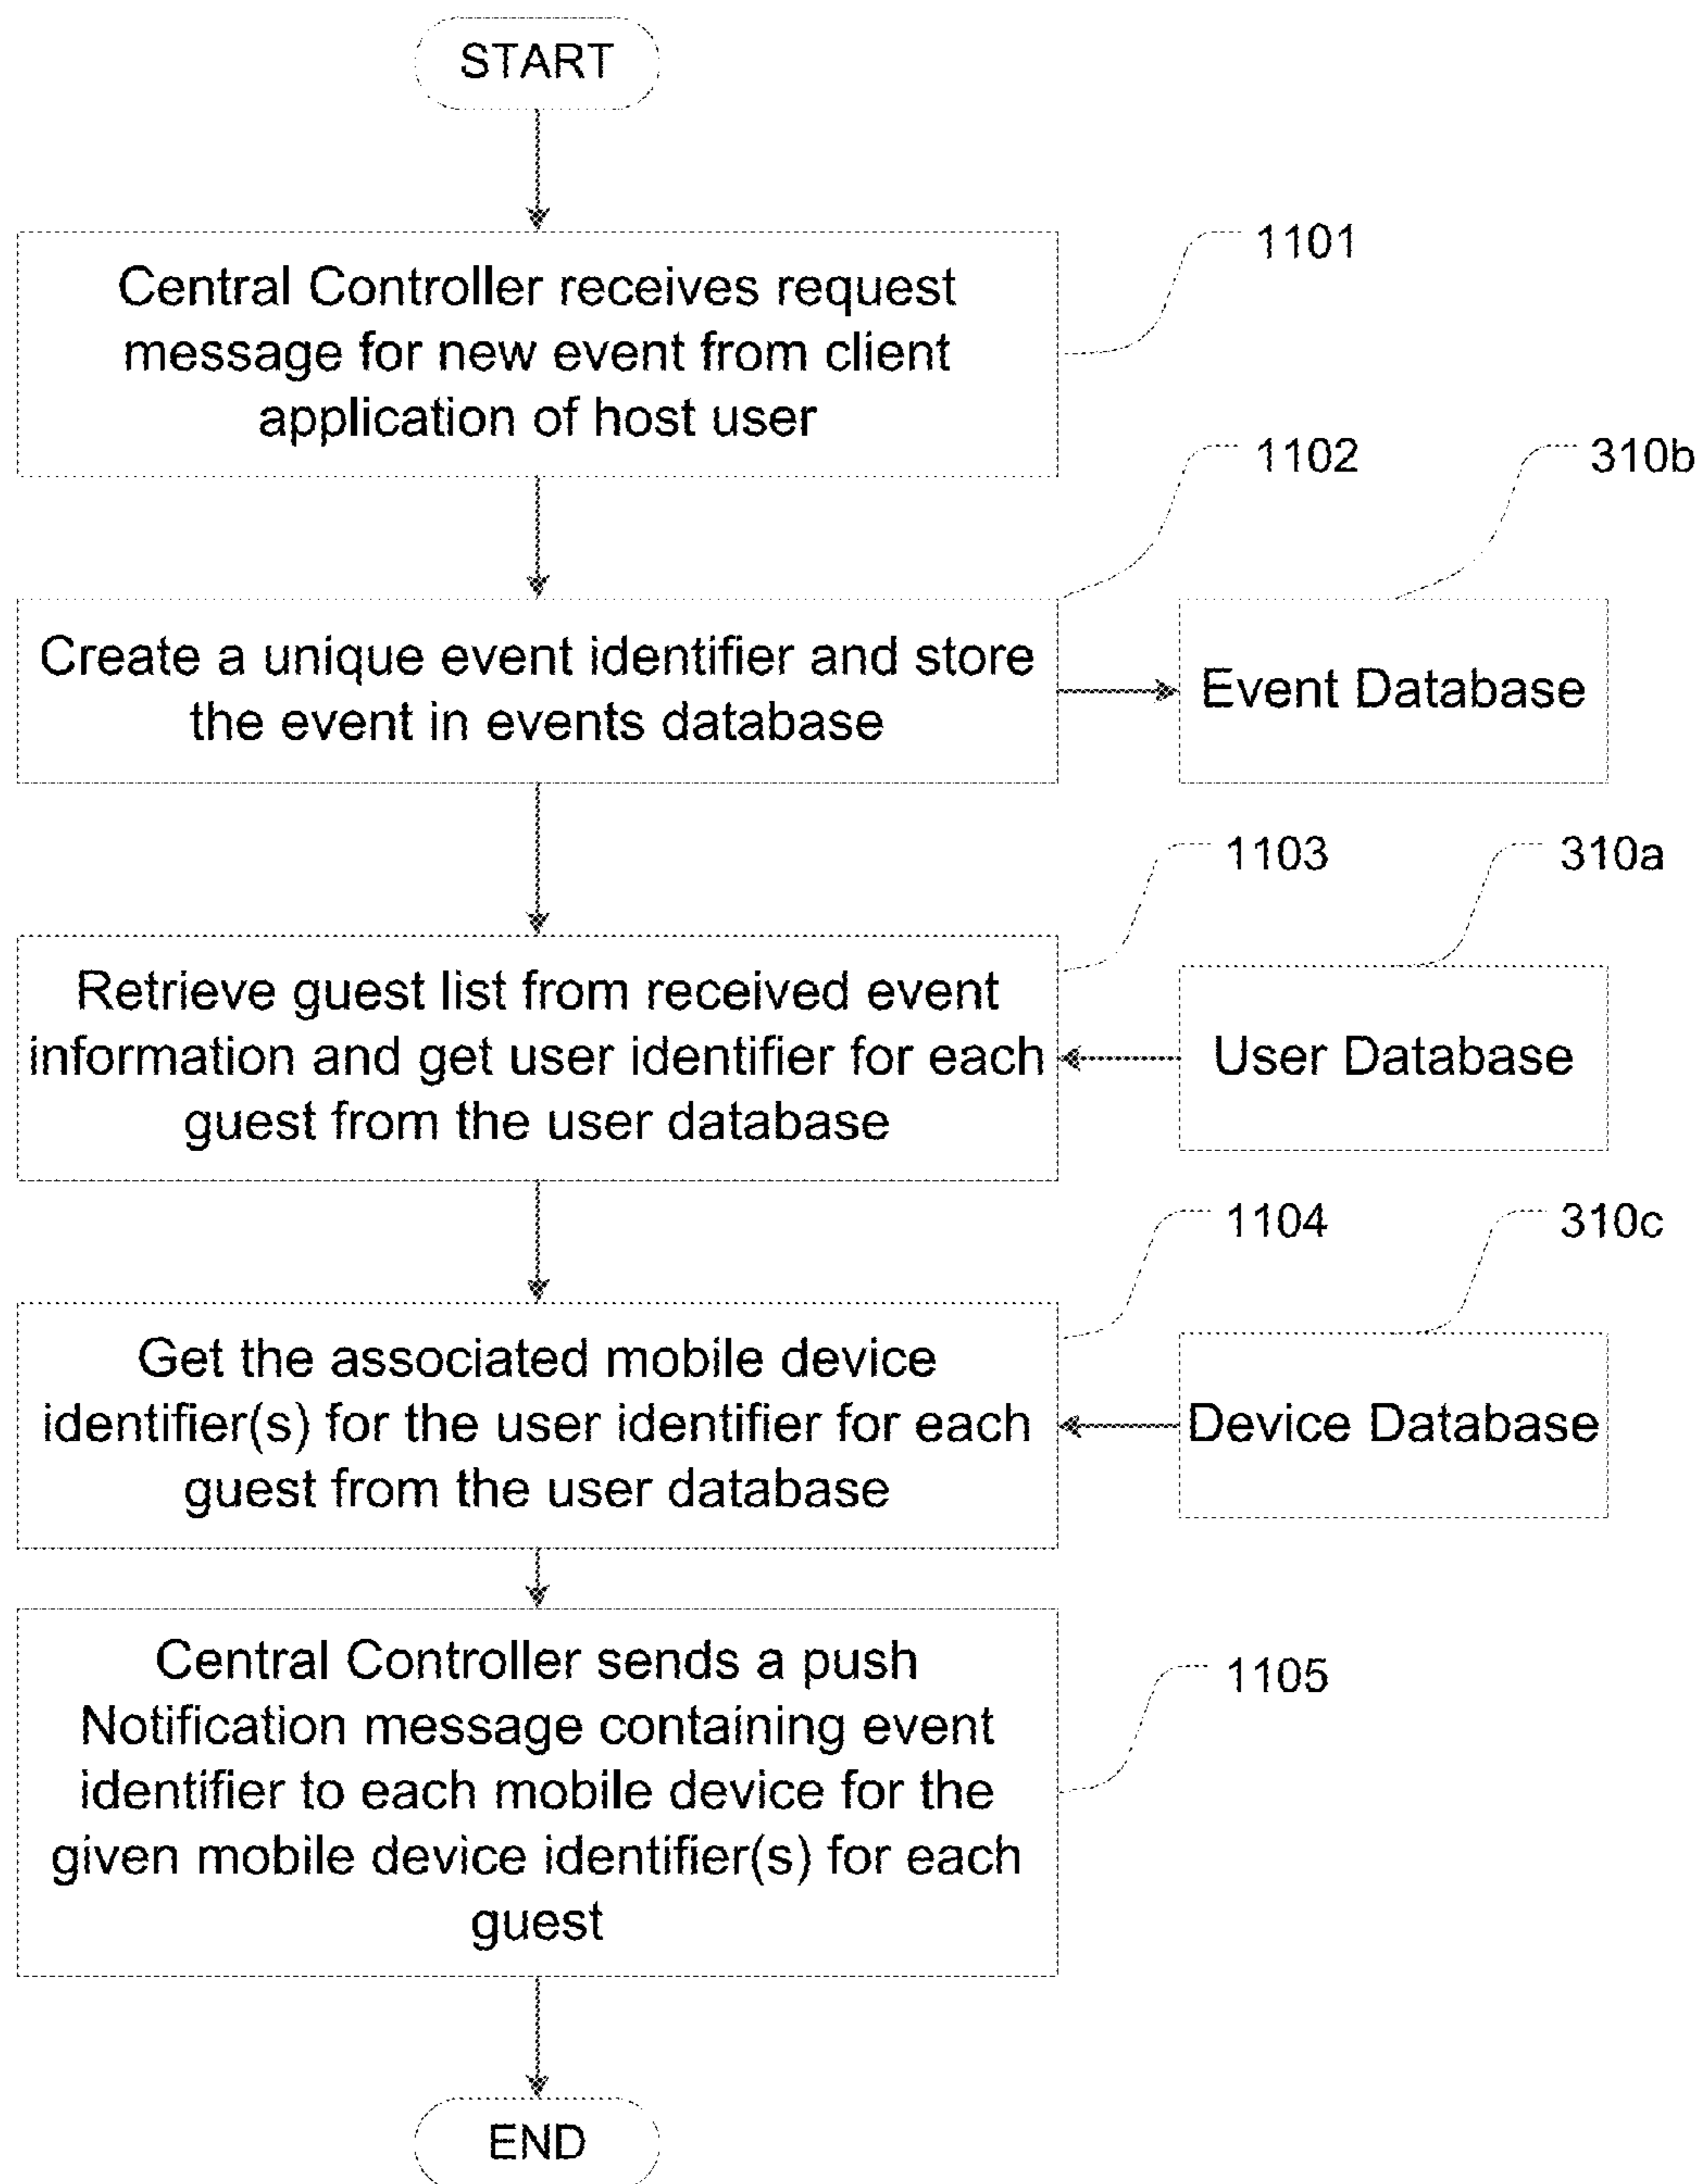 START
1101
Central Controller receives request
message for new event from client
application of host user
1102
310b
Create a unique event identifier and store
the event in events database
Event Database
1103
310a
Retrieve guest list from received event
information and get user identifier for each
guest from the user database
User Database
1104
310c
Get the associated mobile device
identifier(s) for the user identifier for each
guest from the user database
Device Database
Central Controller sends a push
Notification message containing event
identifier to each mobile device for the
given mobile device identifier(s) for each
guest
1105
END